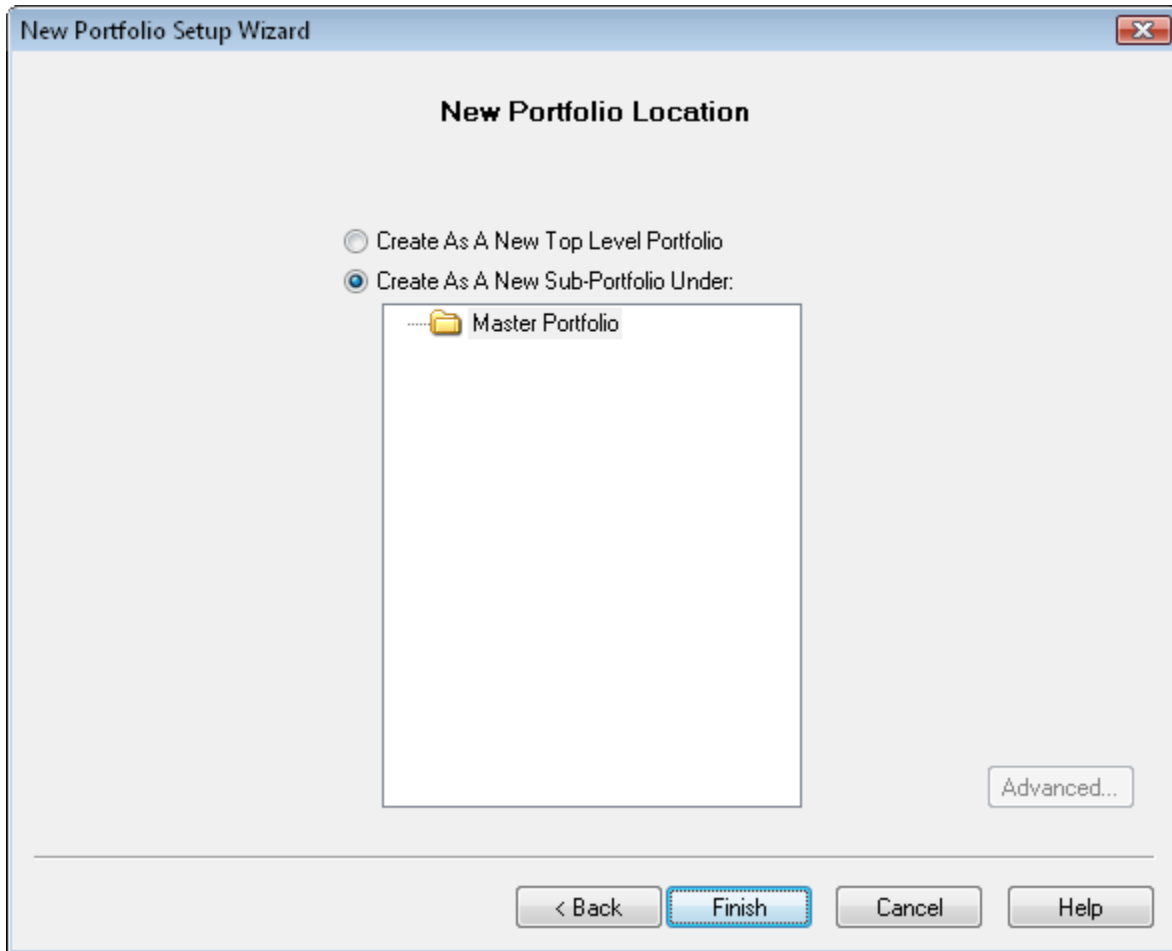 New Portfolio Setup Wizard
New Portfolio Location
Create As A New Top Level Portfolio
Create As A New Sub-Portfolio Under:
Master Portfolio
Advanced...
< Back
Finish
Cancel
Help